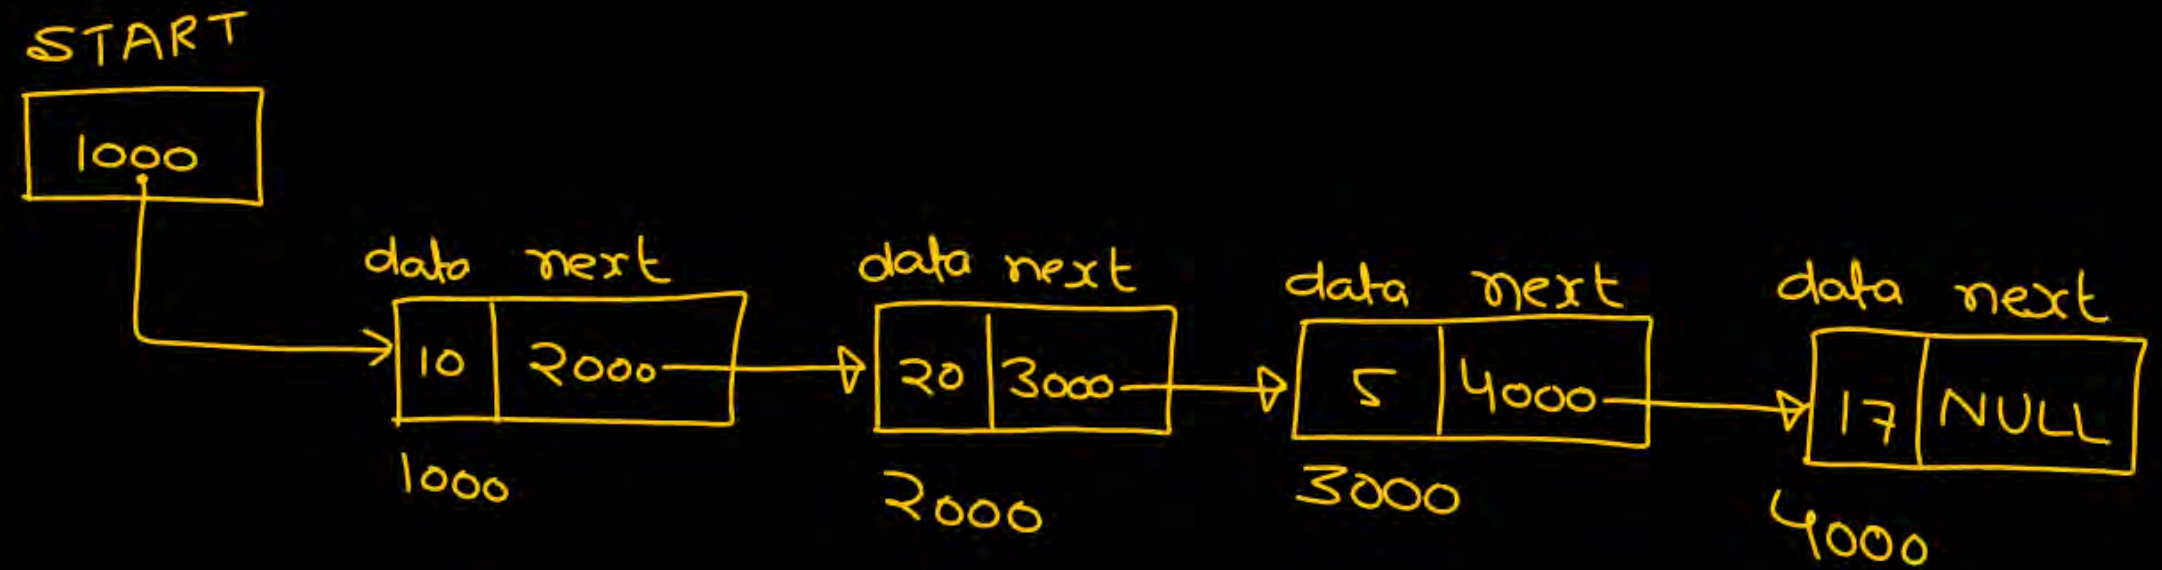 START
1000
data next data next data next data next
10 2000 20 3000 5 4000 17 NULL
1000 2000 3000 4000